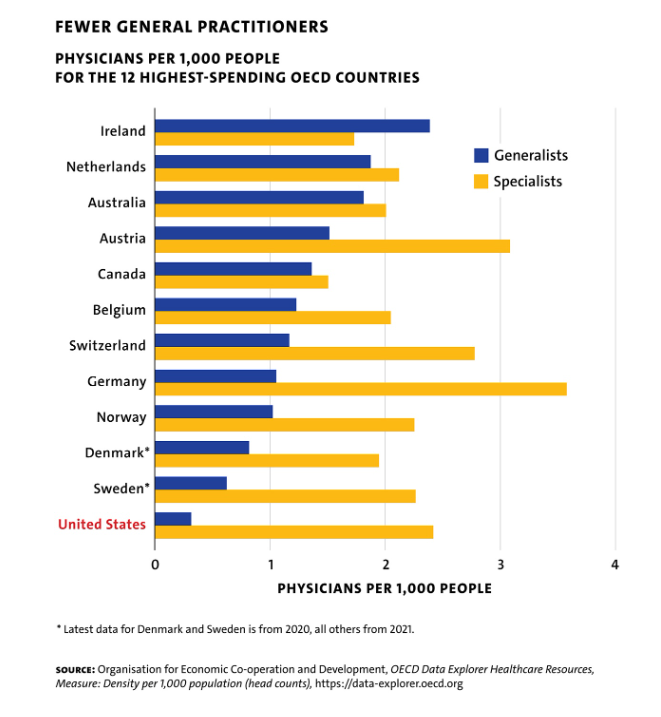 FEWER GENERAL PRACTITIONERS
PHYSICIANS PER 1,000 PEOPLE
FOR THE 12 HIGHEST-SPENDING OECD COUNTRIES
Ireland
Netherlands
Australia
Austria
Canada
Belgium
Switzerland
Germany
Norway
Denmark*
Sweden*
United States
Generalists
Specialists
0 1 2 3 4
PHYSICIANS PER 1,000 PEOPLE
* Latest data for Denmark and Sweden is from 2020, all others from 2021.
SOURCE: Organisation for Economic Co-operation and Development, OECD Data Explorer Healthcare Resources,
Measure: Density per 1,000 population (head counts), https://data-explorer.oecd.org